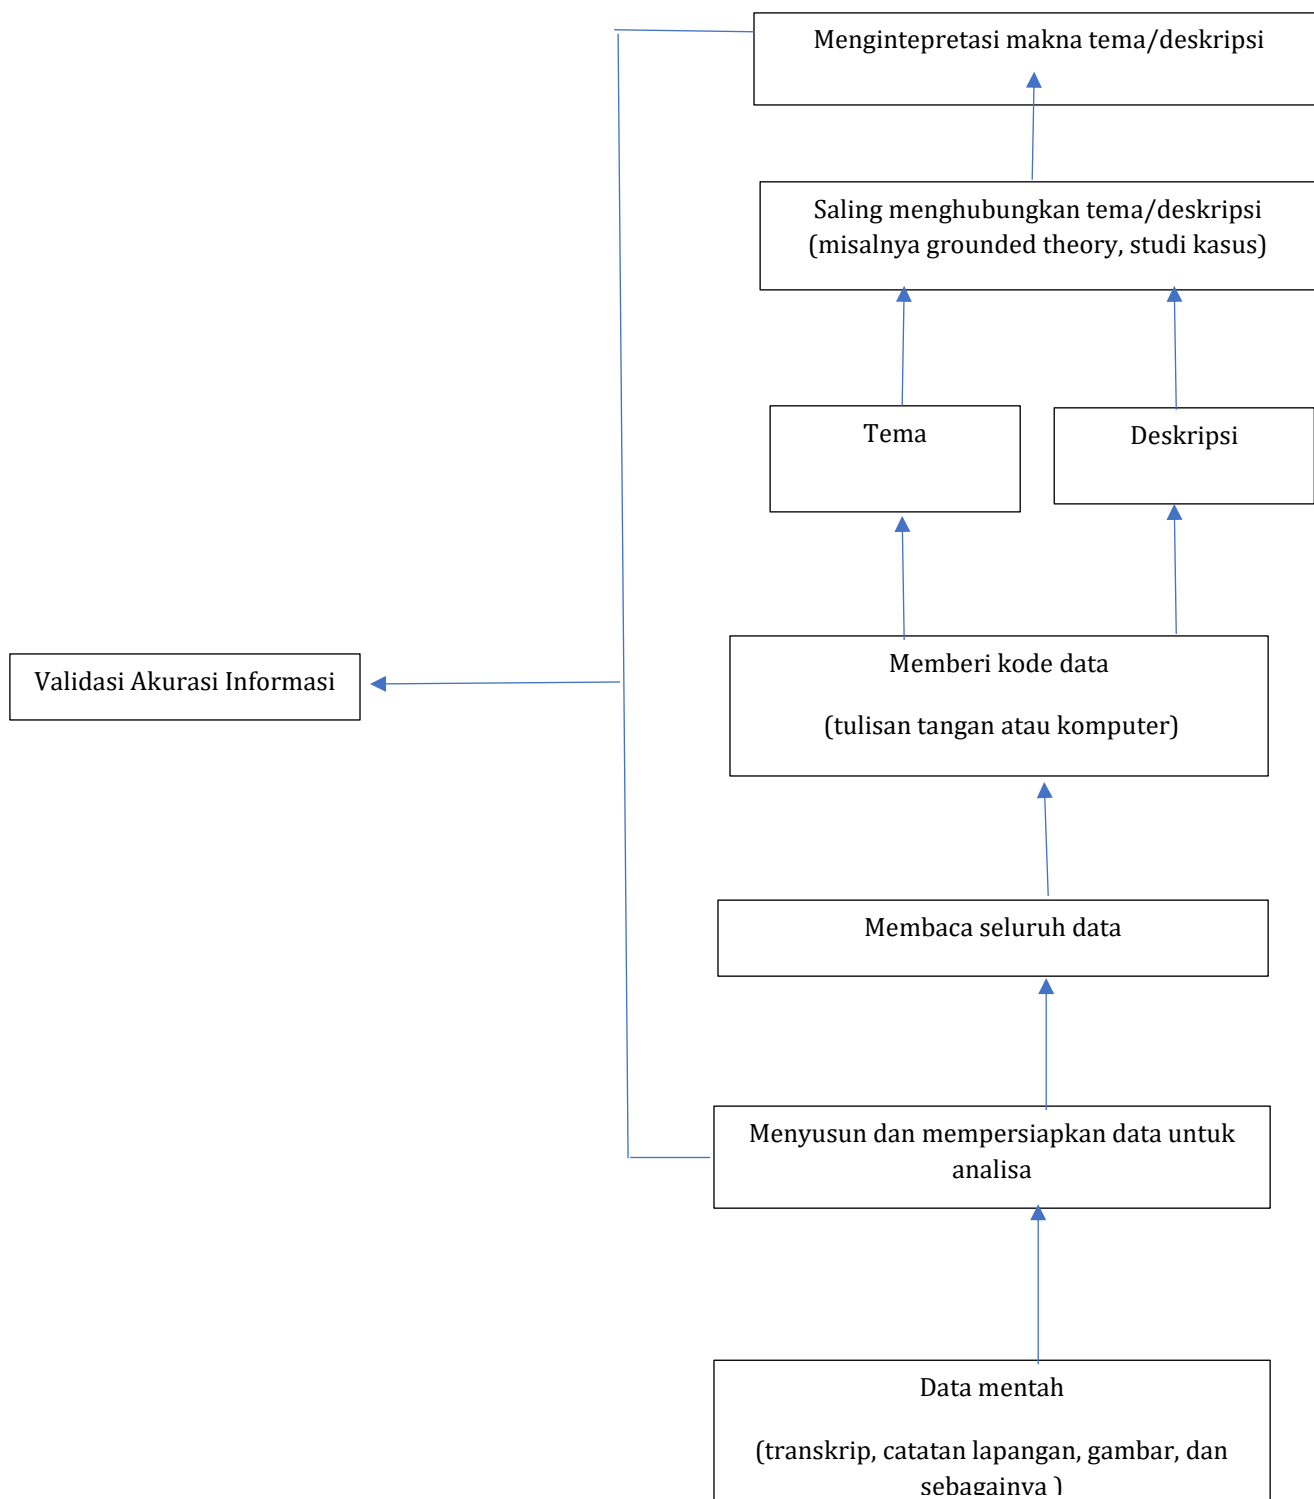 Mengintepretasi makna tema/deskripsi
Saling menghubungkan tema/deskripsi
(misalnya grounded theory, studi kasus)
Tema
Deskripsi
Memberi kode data
(tulisan tangan atau komputer)
Validasi Akurasi Informasi
Membaca seluruh data
Menyusun dan mempersiapkan data untuk
analisa
Data mentah
(transkrip, catatan lapangan, gambar, dan
sebagainya )